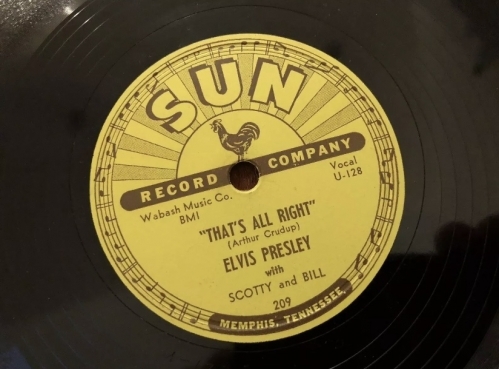 SUN
RECORD COMPANY
Wabash Music Co.
BMI
Vocal
U-128
"THAT'S ALL RIGHT"
(Arthur Crudup)
ELVIS PRESLEY
with
SCOTTY and BILL
209
MEMPHIS, TENNESSEE.